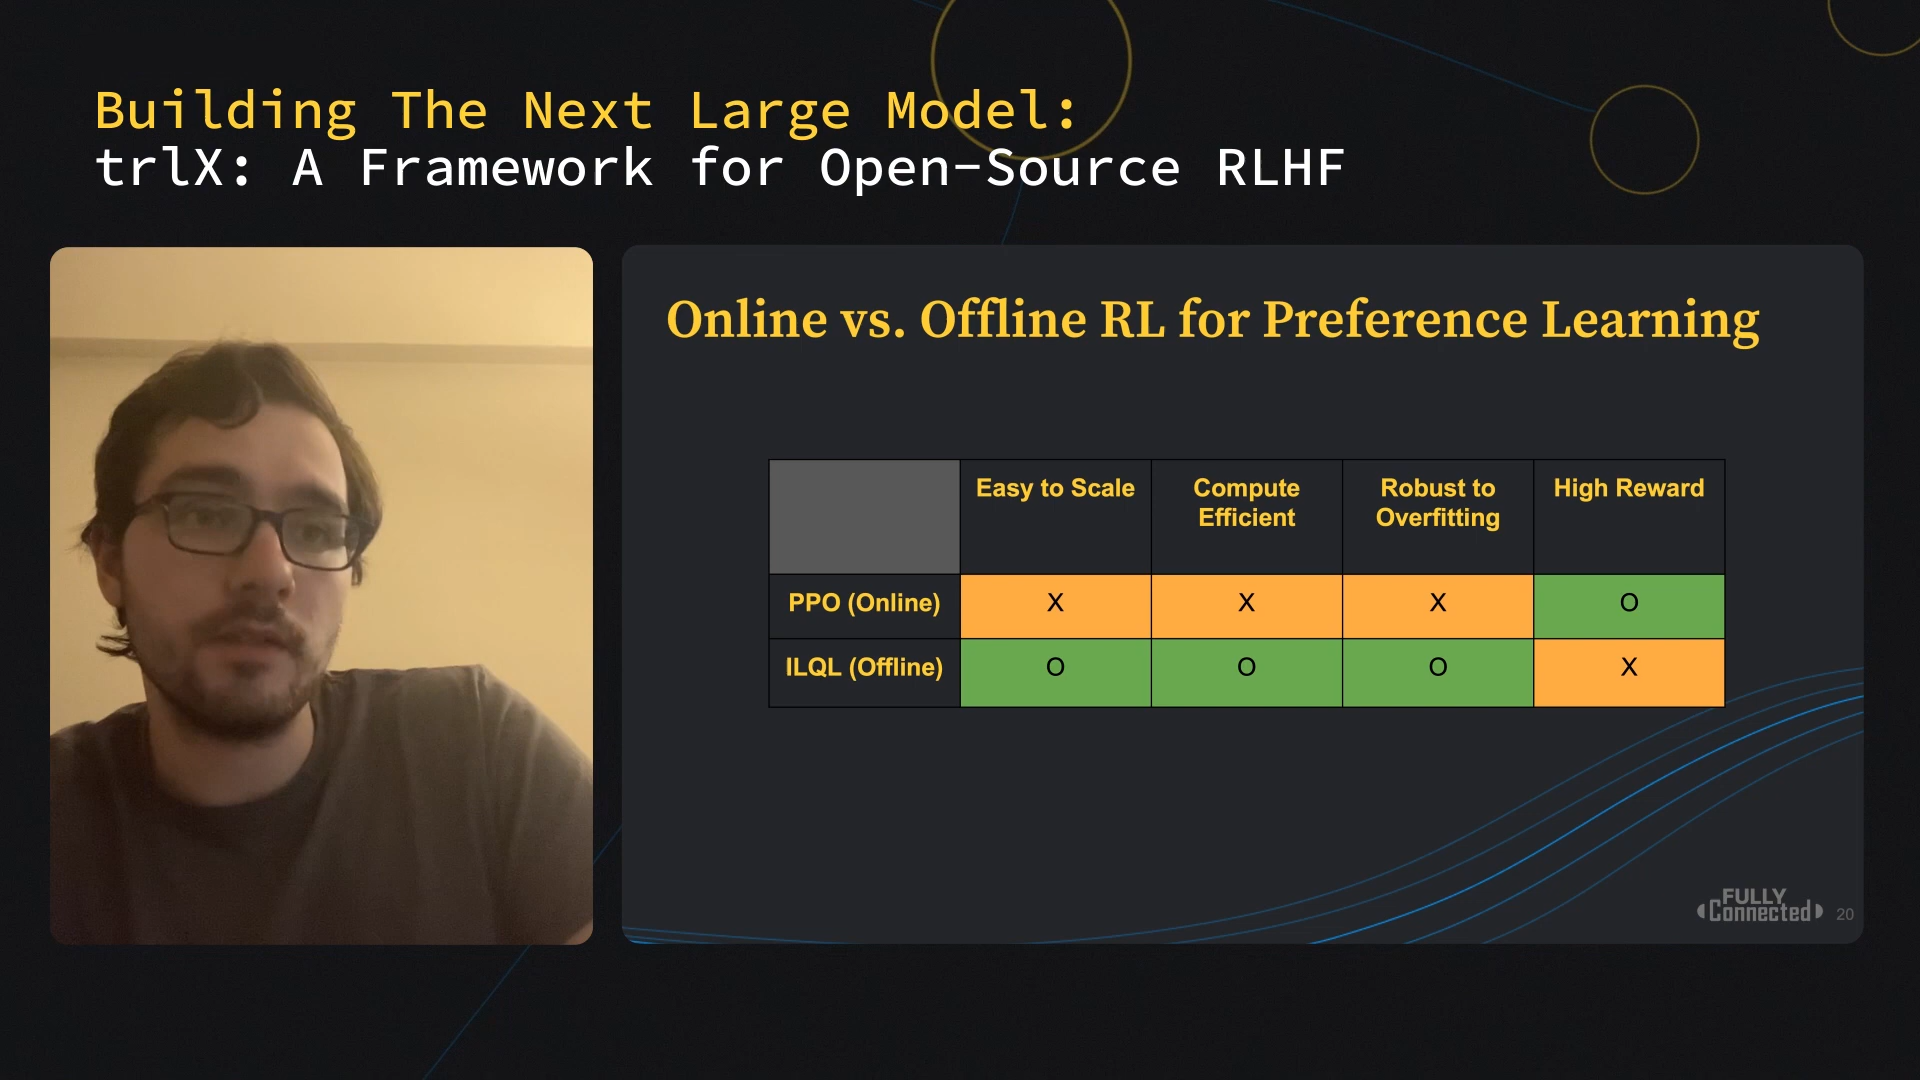 Building The Next Large Model:
trlX: A Framework for Open-Source RLHF
Online vs. Offline RL for Preference Learning
Easy to Scale
Compute Efficient
Robust to Overfitting
High Reward
PPO (Online) X X X O
ILQL (Offline) O O O X
FULLY
Connected
20